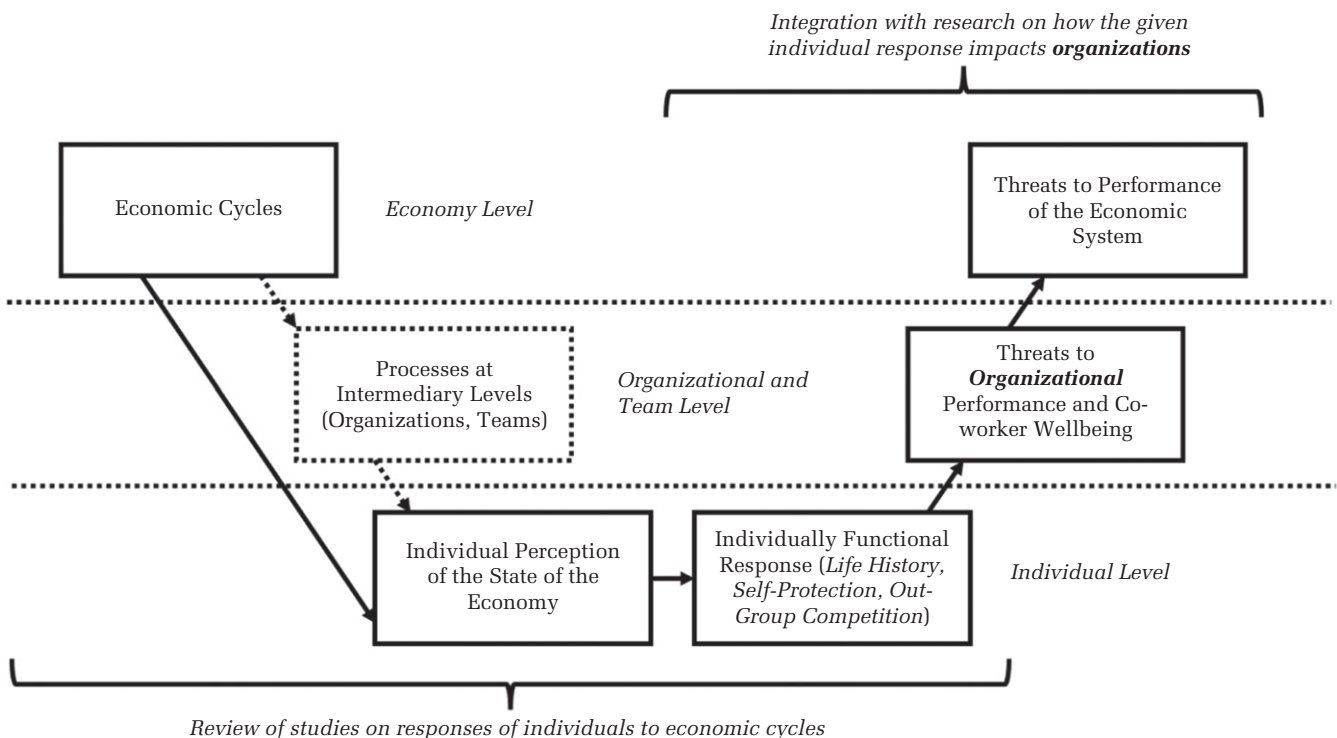 Integration with research on how the given
individual response impacts organizations
Economic Cycles
Economy Level
Threats to Performance
of the Economic
System
Processes at
Intermediary Levels
(Organizations, Teams)
Organizational and
Team Level
Threats to
Organizational
Performance and Co-
worker Wellbeing
Individual Perception
of the State of the
Economy
Individually Functional
Response (Life History,
Self-Protection, Out-
Group Competition)
Individual Level
Review of studies on responses of individuals to economic cycles